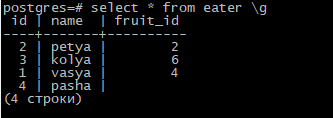 postgres=# select * from eater \g
 id | name  | fruit_id
----+-------+----------
  2 | petya |        2
  3 | kolya |        6
  1 | vasya |        4
  4 | pasha |
(4 строки)